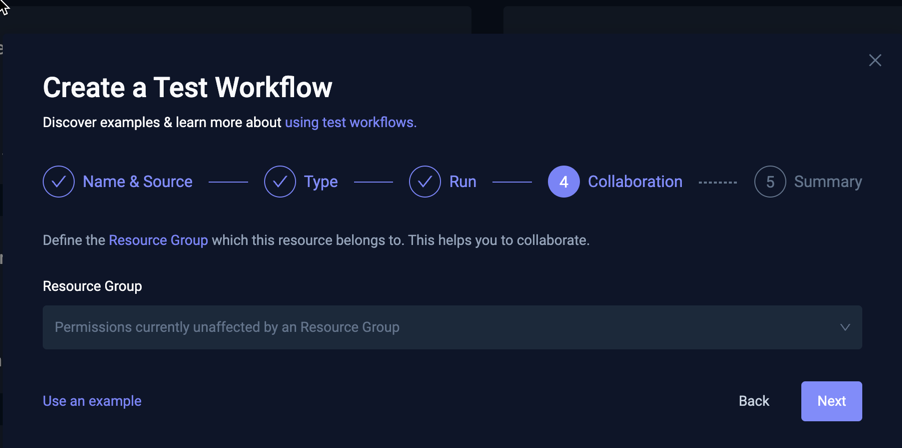 Create a Test Workflow
Discover examples & learn more about using test workflows.
Name & Source Type Run 4 Collaboration 5 Summary
Define the Resource Group which this resource belongs to. This helps you to collaborate.
Resource Group
Permissions currently unaffected by an Resource Group
Use an example Back Next